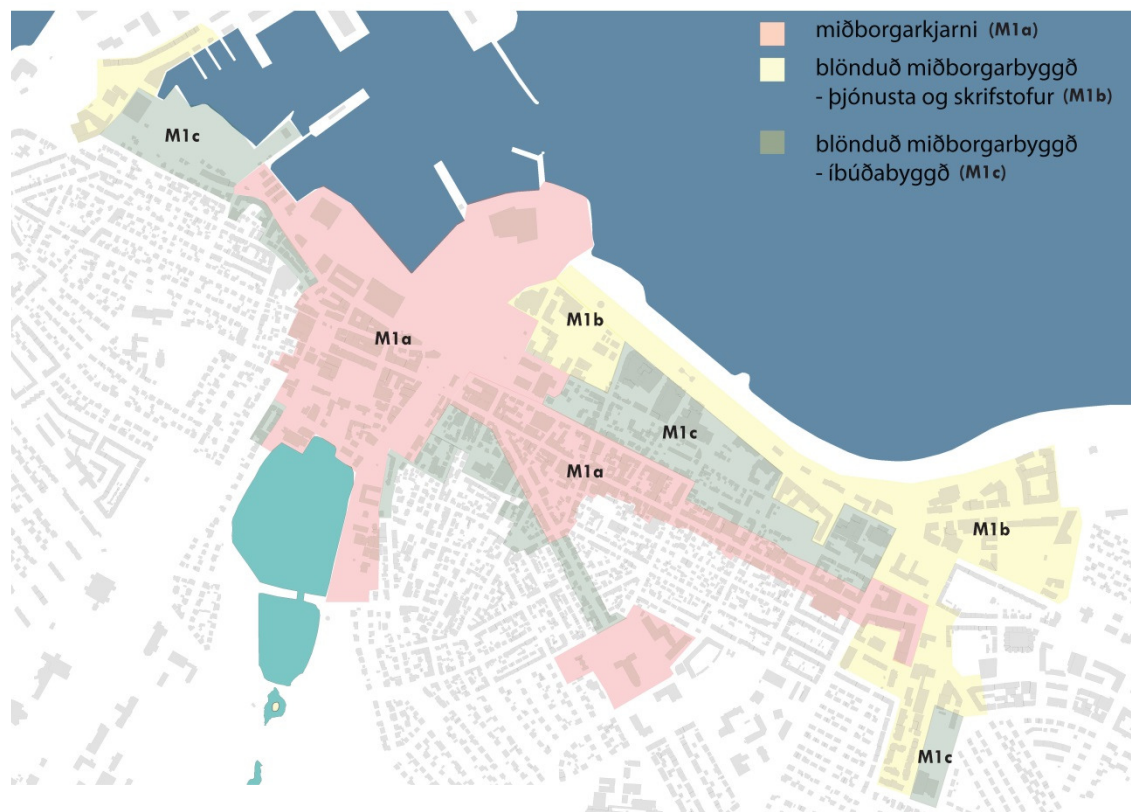 miðborgarkjarni (M1a)
blönduð miðborgarbyggð
- þjónusta og skrifstofur (M1b)
blönduð miðborgarbyggð
- íbúðabyggð (M1c)
M1c
M1b
M1a
M1c
M1a
M1b
M1c